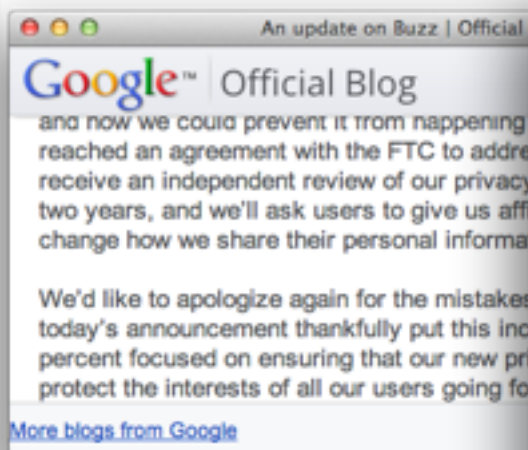 An update on Buzz | Official
Google™ Official Blog
and how we could prevent it from happening
reached an agreement with the FTC to addre
receive an independent review of our privacy
two years, and we'll ask users to give us aff
change how we share their personal informa
We'd like to apologize again for the mistakes
today's announcement thankfully put this inc
percent focused on ensuring that our new pri
protect the interests of all our users going fo
More blogs from Google